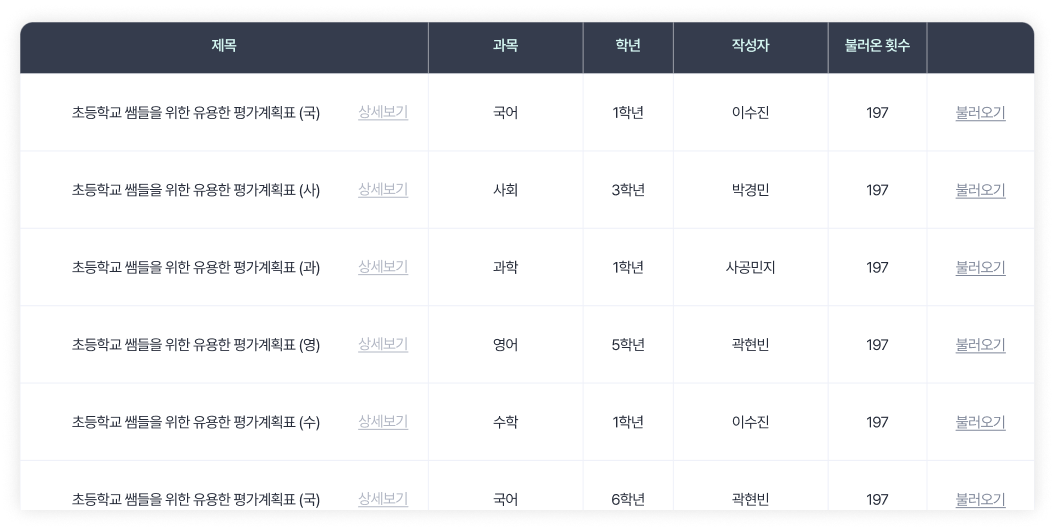 제목 과목 학년 작성자 불러온 횟수
초등학교 쌤들을 위한 유용한 평가계획표 (국) 상세보기 국어 1학년 이수진 197 불러오기
초등학교 쌤들을 위한 유용한 평가계획표 (사) 상세보기 사회 3학년 박경민 197 불러오기
초등학교 쌤들을 위한 유용한 평가계획표 (과) 상세보기 과학 1학년 사공민지 197 불러오기
초등학교 쌤들을 위한 유용한 평가계획표 (영) 상세보기 영어 5학년 곽현빈 197 불러오기
초등학교 쌤들을 위한 유용한 평가계획표 (수) 상세보기 수학 1학년 이수진 197 불러오기
초등학교 쌤들을 위한 유용한 평가계획표 (국) 상세보기 국어 6학년 곽현빈 197 불러오기